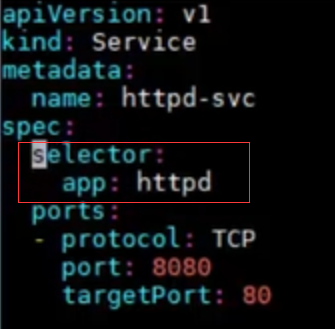 apiVersion: v1
kind: Service
metadata:
  name: httpd-svc
spec:
  selector:
    app: httpd
  ports:
  - protocol: TCP
    port: 8080
    targetPort: 80